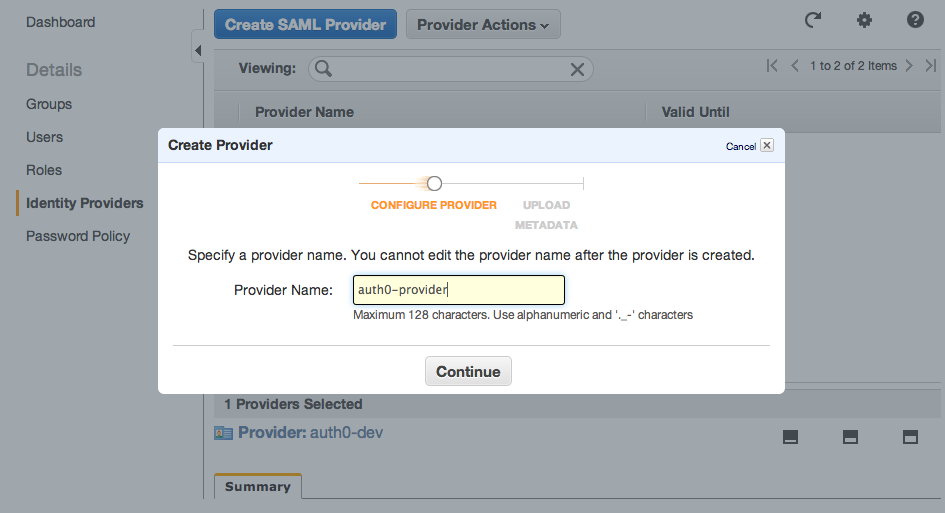 Dashboard
Create SAML Provider
Provider Actions
Details
Viewing:
1 to 2 of 2 Items
Groups
Provider Name
Valid Until
Users
Roles
Identity Providers
Password Policy
Create Provider
Cancel
CONFIGURE PROVIDER
UPLOAD
METADATA
Specify a provider name. You cannot edit the provider name after the provider is created.
Provider Name:
auth0-provider
Maximum 128 characters. Use alphanumeric and '._-' characters
Continue
1 Providers Selected
Provider: auth0-dev
Summary